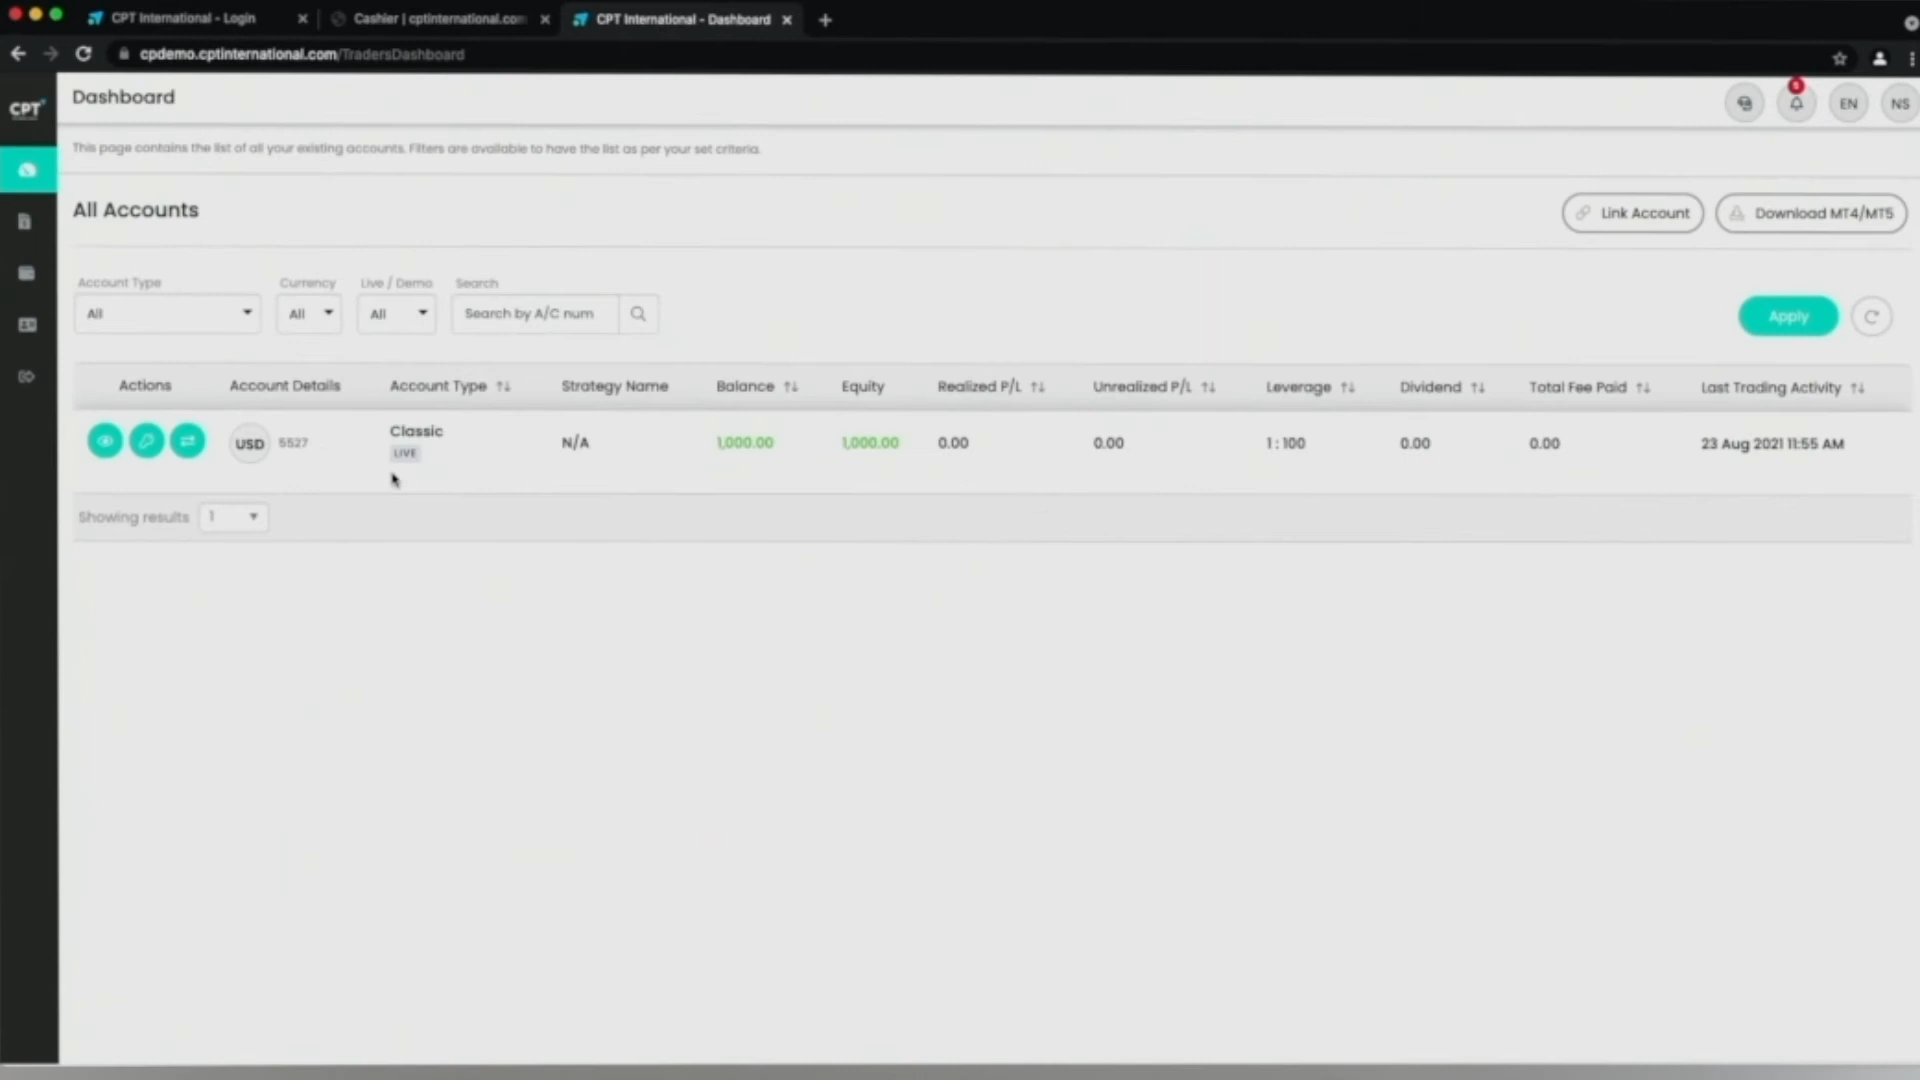 CPT International - Login
Cashier | cptinternational.com
CPT International - Dashboard
cpdemo.cptinternational.com/TradersDashboard
CPT
Dashboard
5
EN
NS
This page contains the list of all your existing accounts. Filters are available to have the list as per your set criteria.
All Accounts
Link Account
Download MT4/MT5
Account Type
Currency
Live / Demo
Search
All
All
All
Search by A/C num
Apply
Actions Account Details Account Type Strategy Name Balance Equity Realized P/L Unrealized P/L Leverage Dividend Total Fee Paid Last Trading Activity
USD 5527 Classic N/A 1,000.00 1,000.00 0.00 0.00 1 : 100 0.00 0.00 23 Aug 2021 11:55 AM
LIVE
Showing results 1